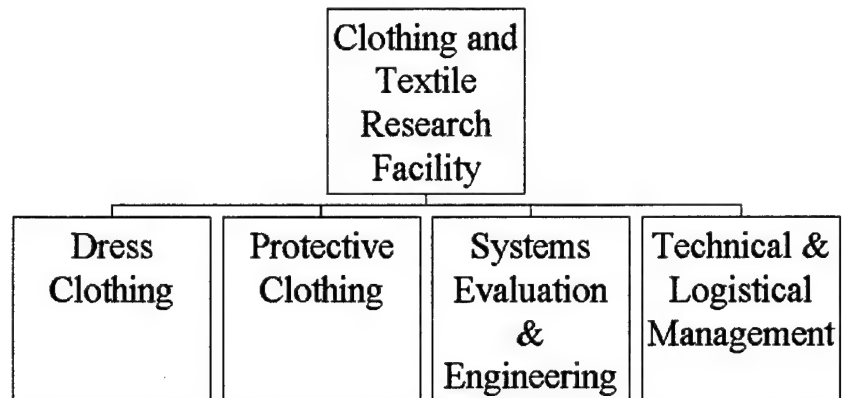 Clothing and
Textile
Research
Facility
Dress
Clothing
Protective
Clothing
Systems
Evaluation
&
Engineering
Technical &
Logistical
Management